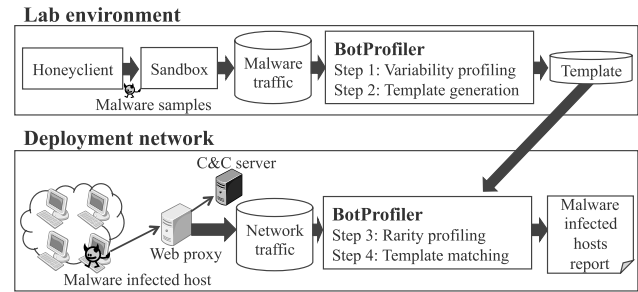 Lab environment
Honeyclient
Sandbox
Malware samples
Malware
traffic
BotProfiler
Step 1: Variability profiling
Step 2: Template generation
Template
Deployment network
C&C server
Web proxy
Malware infected host
Network
traffic
BotProfiler
Step 3: Rarity profiling
Step 4: Template matching
Malware
infected
hosts
report